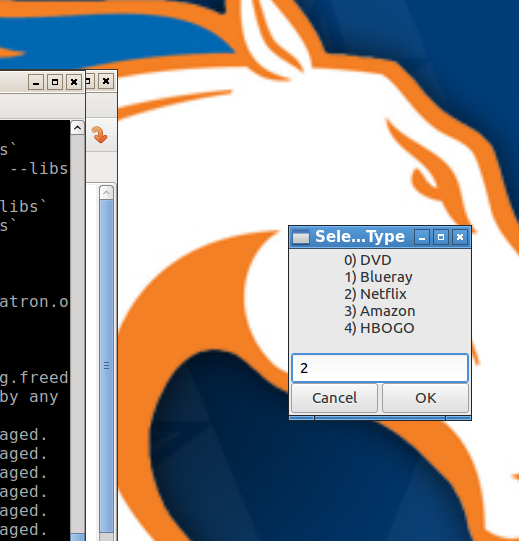 s`
--libs
libs`
s`
atron.o
g.freed
by any
aged.
aged.
aged.
aged.
aged.
aged.
Sele...Type
0) DVD
1) Blueray
2) Netflix
3) Amazon
4) HBOGO
2
Cancel
OK